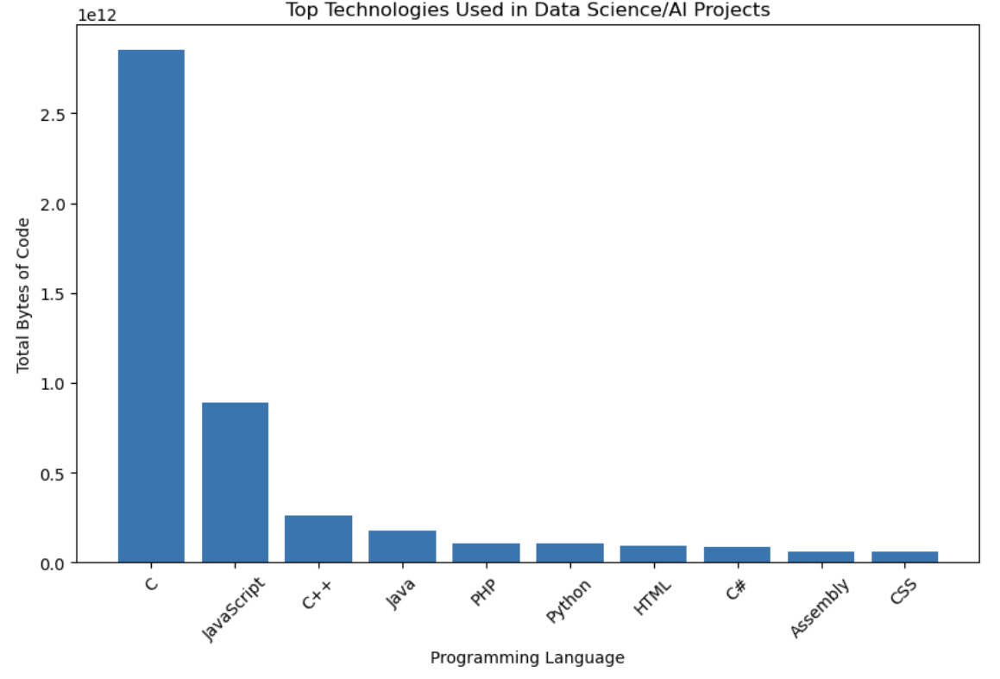 Top Technologies Used in Data Science/AI Projects
1e12
2.5
2.0
1.5
1.0
0.5
0.0
Total Bytes of Code
C
JavaScript
C++
Java
PHP
Python
HTML
C#
Assembly
CSS
Programming Language